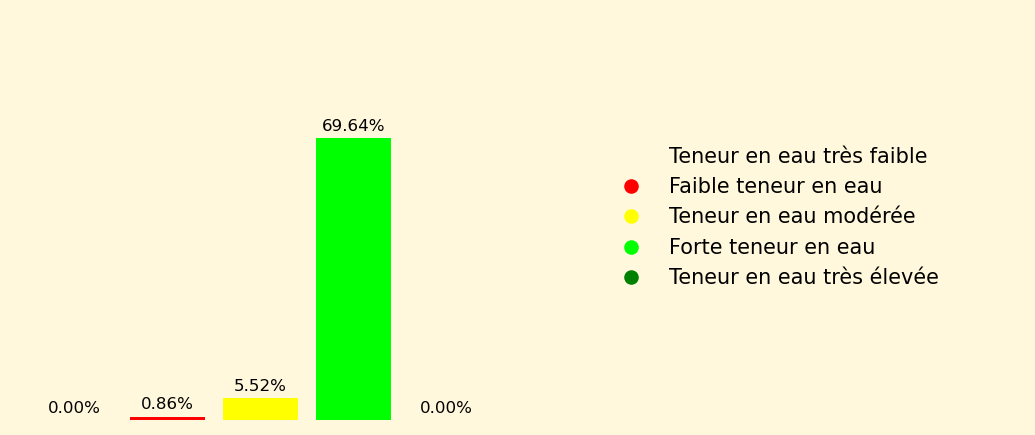 69.64%
5.52%
0.86%
0.00%
0.00%
Teneur en eau très faible
Faible teneur en eau
Teneur en eau modérée
Forte teneur en eau
Teneur en eau très élevée